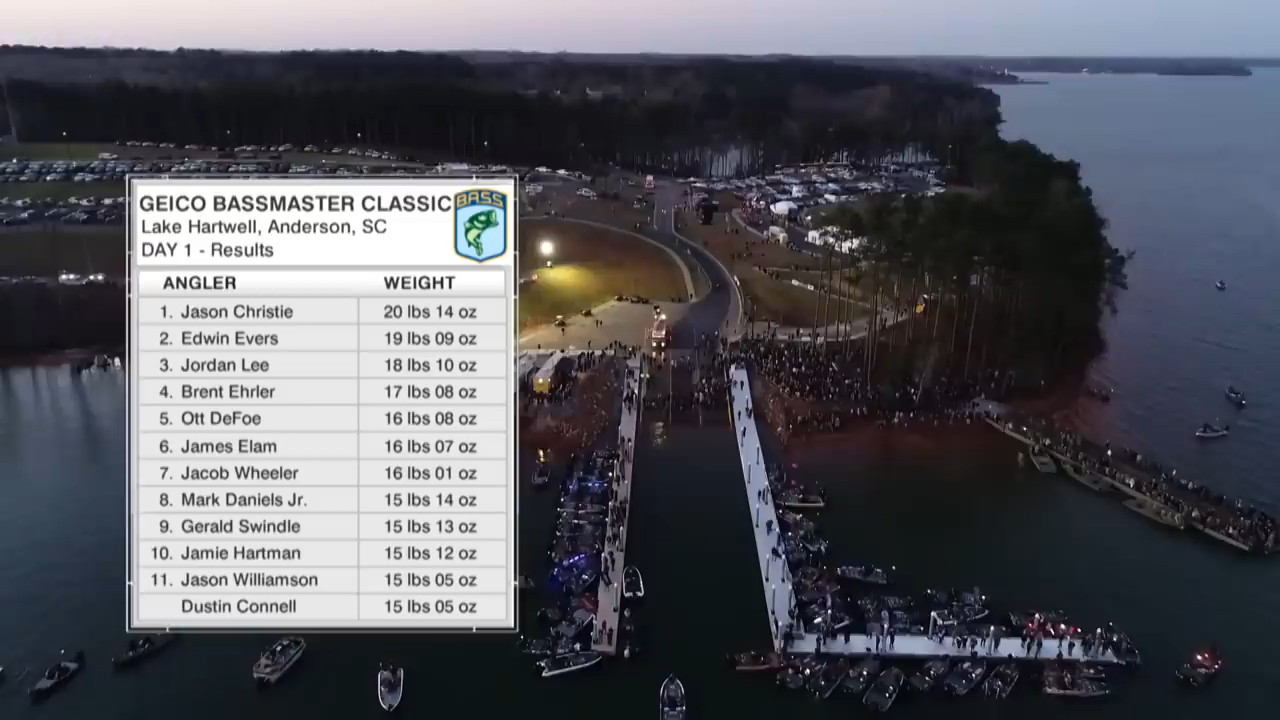 GEICO BASSMASTER CLASSIC
BASS
Lake Hartwell, Anderson, SC
DAY 1 - Results
ANGLER WEIGHT
1. Jason Christie 20 lbs 14 oz
2. Edwin Evers 19 lbs 09 oz
3. Jordan Lee 18 lbs 10 oz
4. Brent Ehrler 17 lbs 08 oz
5. Ott DeFoe 16 lbs 08 oz
6. James Elam 16 lbs 07 oz
7. Jacob Wheeler 16 lbs 01 oz
8. Mark Daniels Jr. 15 lbs 14 oz
9. Gerald Swindle 15 lbs 13 oz
10. Jamie Hartman 15 lbs 12 oz
11. Jason Williamson 15 lbs 05 oz
Dustin Connell 15 lbs 05 oz